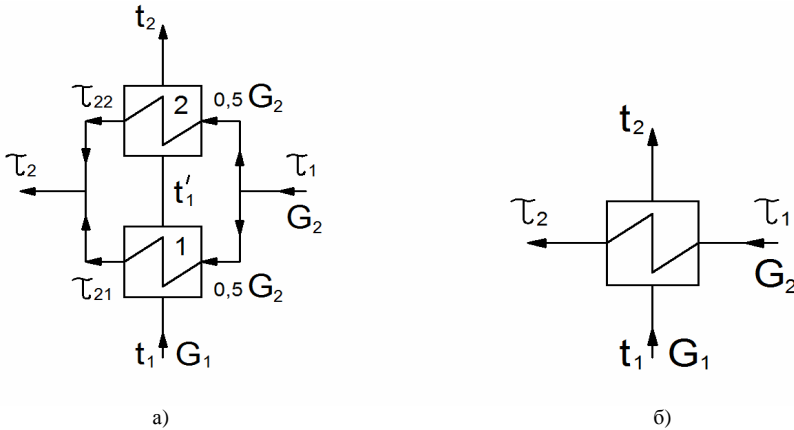 t₂
τ₂₂ 2 0,5 G₂
τ₂ t₁′ τ₁
G₂
1
τ₂₁ 0,5 G₂
t₁ G₁
а)
t₂
τ₂ τ₁
G₂
t₁ G₁
б)